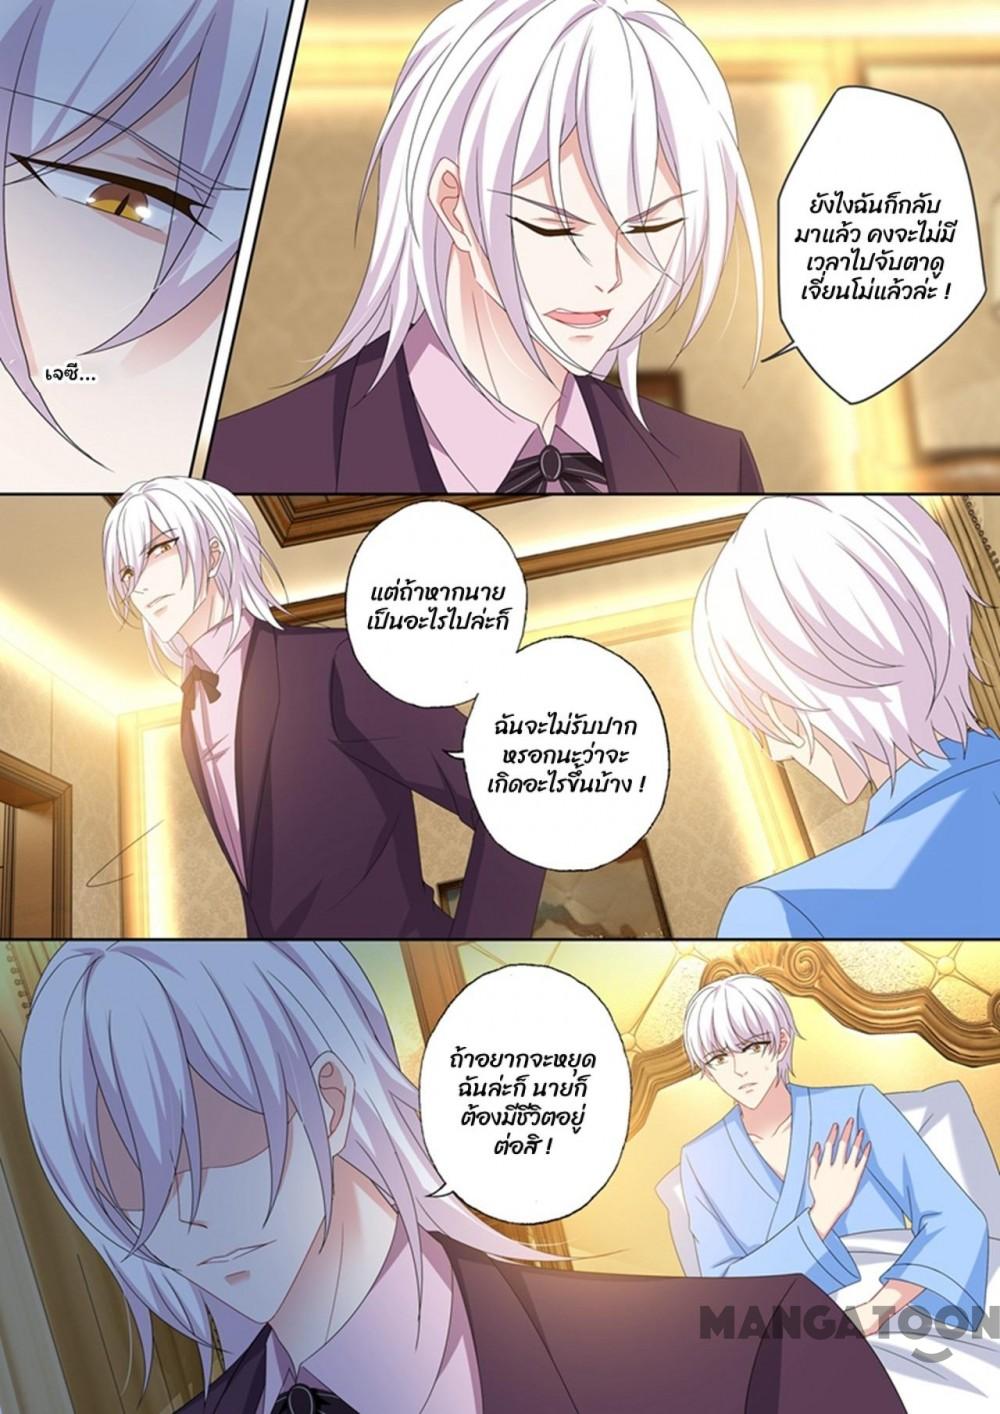 เจซี...
ยังไงฉันก็กลับ
มาแล้ว คงจะไม่มี
เวลาไปจับตาดู
เจี่ยนโม่แล้วล่ะ !
แต่ถ้าหากนาย
เป็นอะไรไปล่ะก็
ฉันจะไม่รับปาก
หรอกนะว่าจะ
เกิดอะไรขึ้นบ้าง !
ถ้าอยากจะหยุด
ฉันล่ะก็ นายก็
ต้องมีชีวิตอยู่
ต่อสิ !
MANGATOON